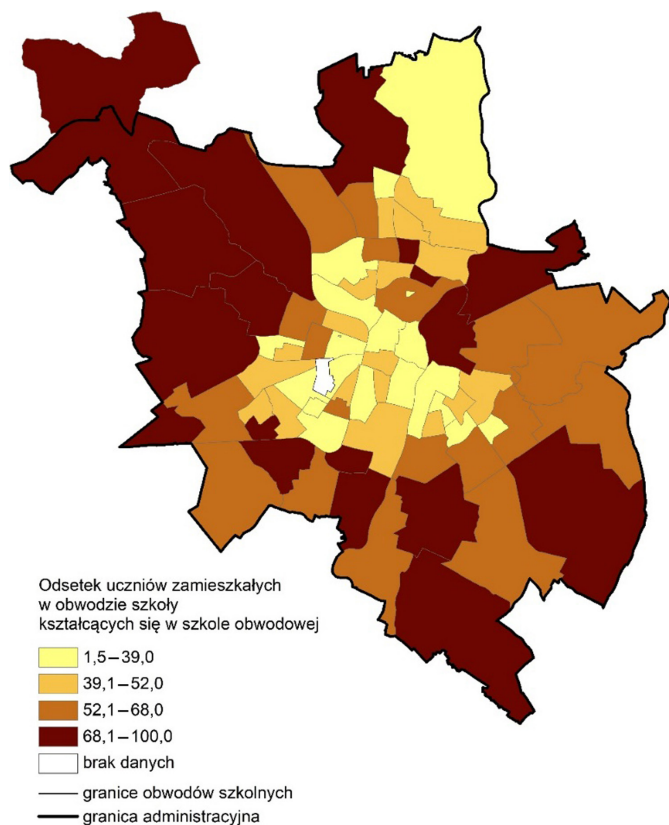 Odsetek uczniów zamieszkałych
w obwodzie szkoły
kształcących się w szkole obwodowej
1,5–39,0
39,1–52,0
52,1–68,0
68,1–100,0
brak danych
granice obwodów szkolnych
granica administracyjna